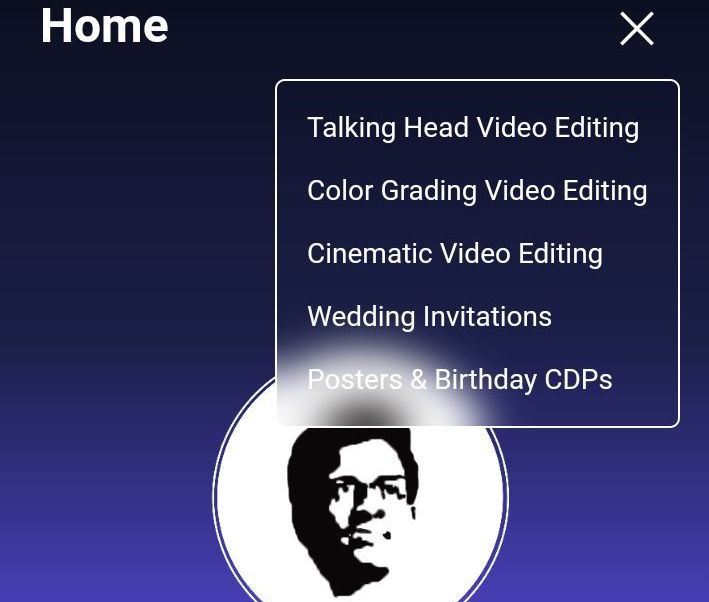 Home
Talking Head Video Editing
Color Grading Video Editing
Cinematic Video Editing
Wedding Invitations
Posters & Birthday CDPs